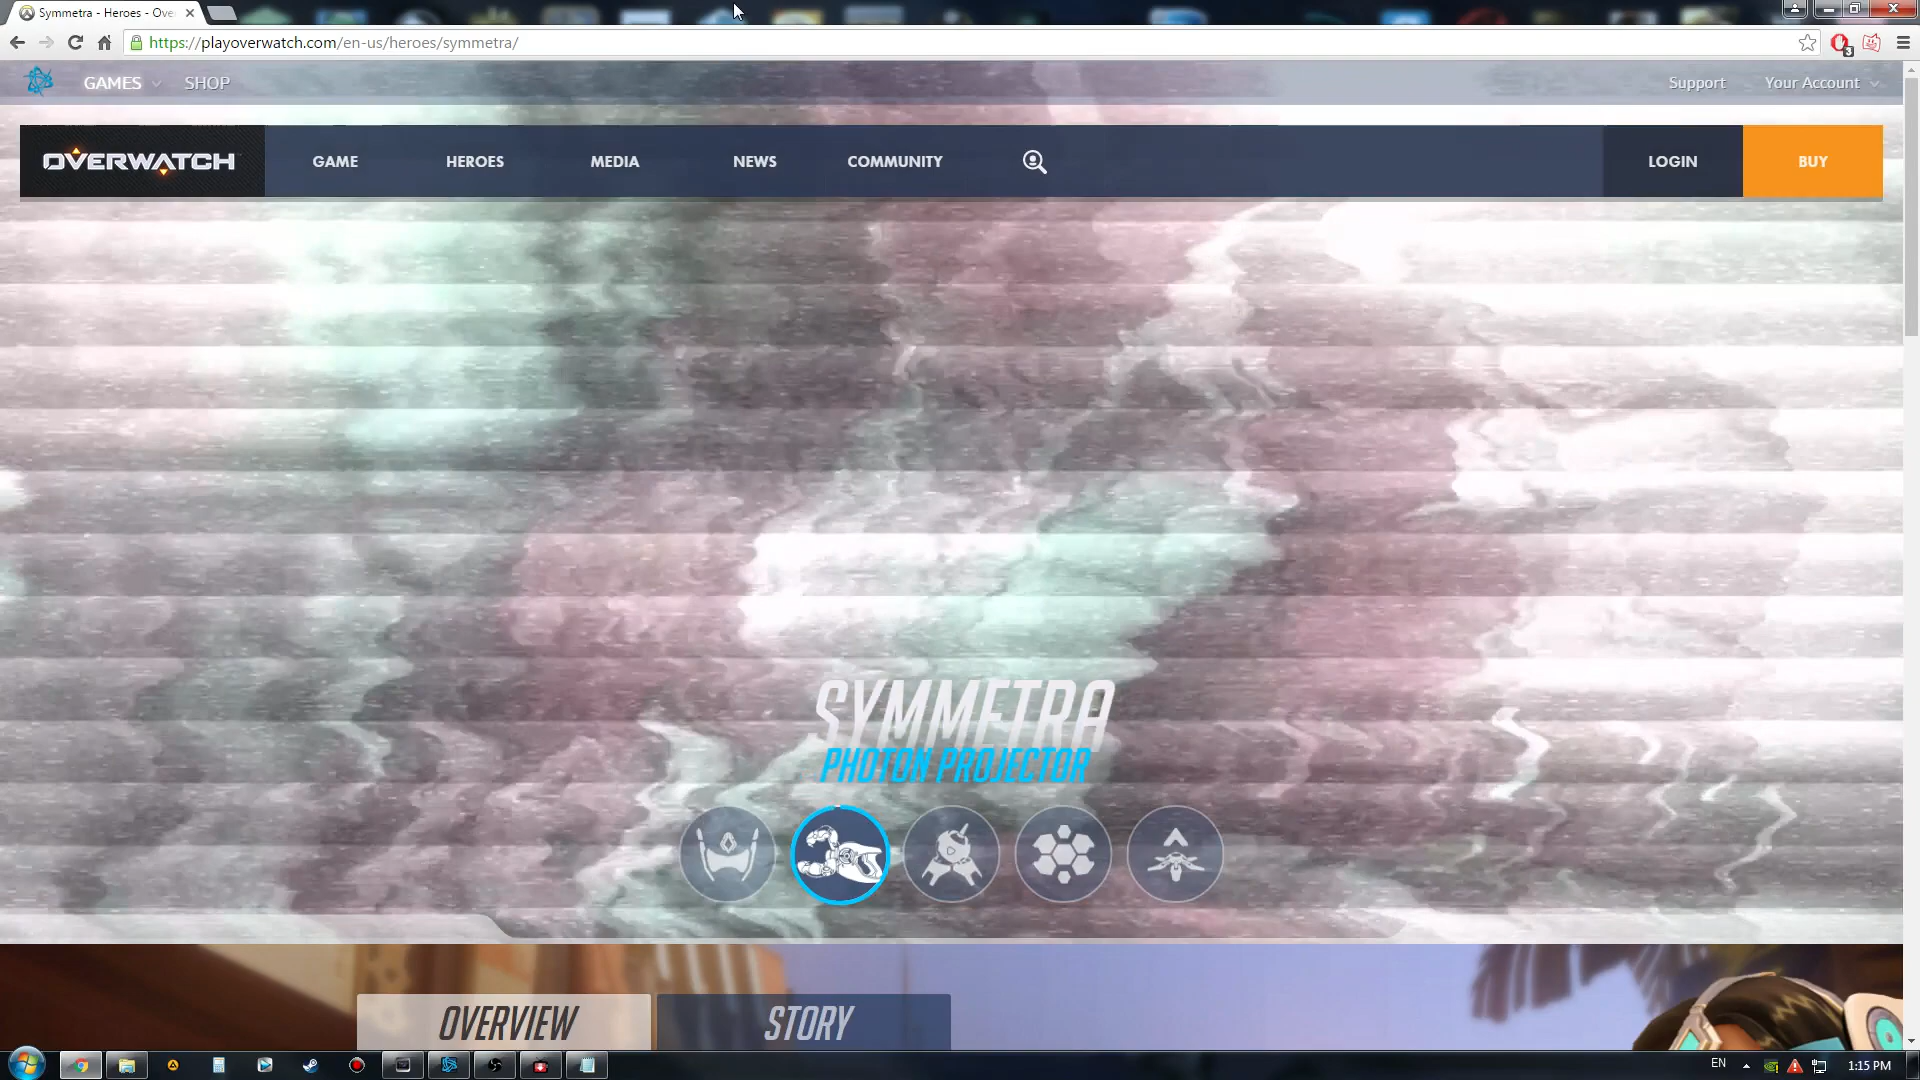 Symmetra - Heroes - Ove
https://playoverwatch.com/en-us/heroes/symmetra/
3
GAMES SHOP Support Your Account
OVERWATCH GAME HEROES MEDIA NEWS COMMUNITY LOGIN BUY
SYMMETRA
PHOTON PROJECTOR
OVERVIEW STORY
EN 1:15 PM